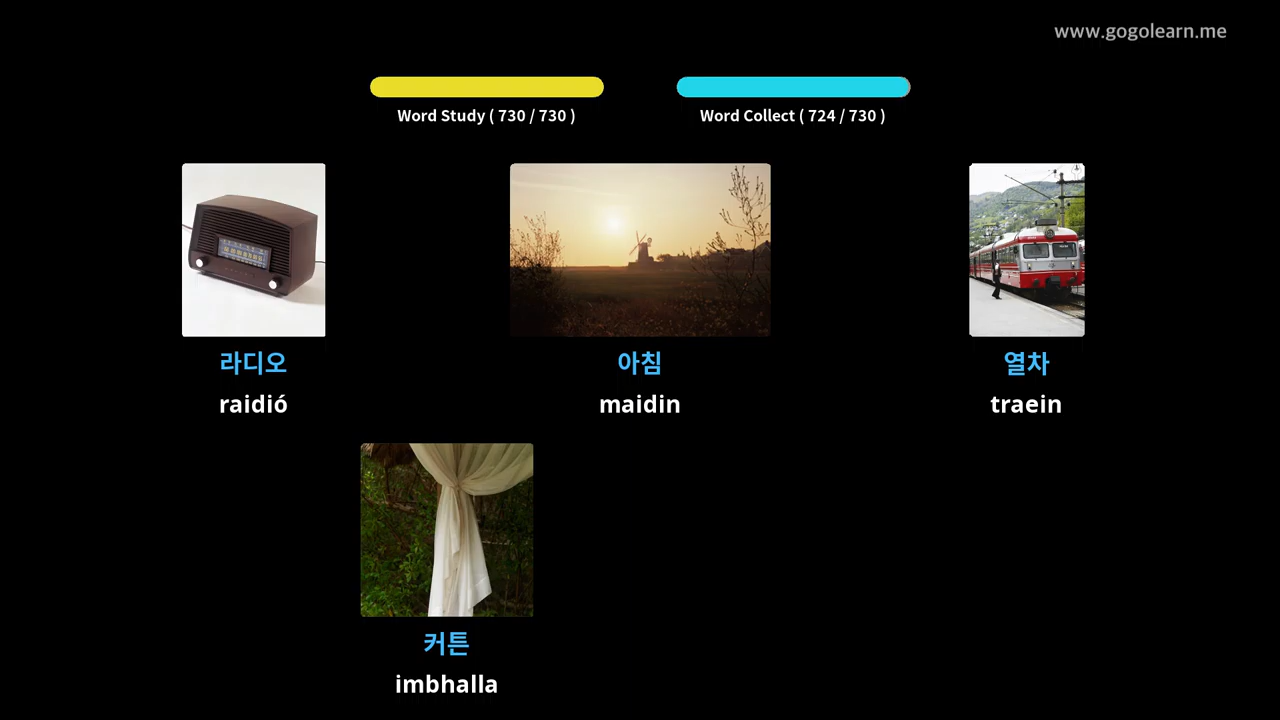 www.gogolearn.me
Word Study ( 730 / 730 )
Word Collect ( 724 / 730 )
라디오
raidió
아침
maidin
열차
traein
커튼
imbhalla